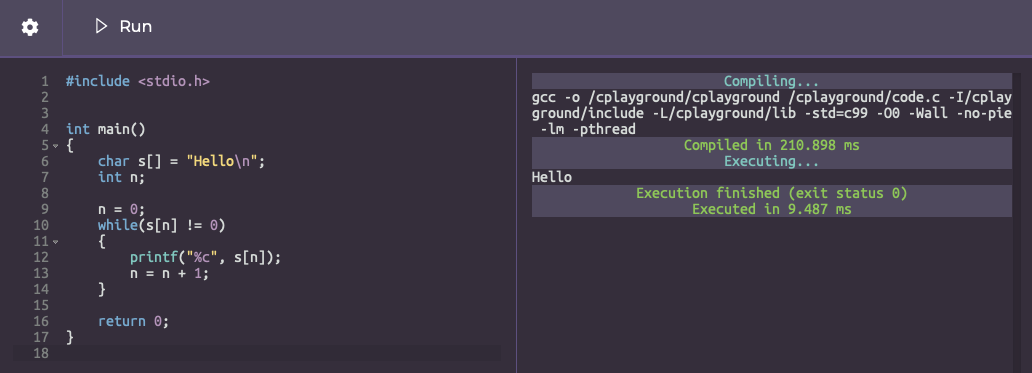 Run
1 #include <stdio.h>
2
3
4 int main()
5 {
6     char s[] = "Hello\n";
7     int n;
8
9     n = 0;
10     while(s[n] != 0)
11     {
12         printf("%c", s[n]);
13         n = n + 1;
14     }
15
16     return 0;
17 }
18
Compiling...
gcc -o /cplayground/cplayground /cplayground/code.c -I/cplay
ground/include -L/cplayground/lib -std=c99 -O0 -Wall -no-pie
 -lm -pthread
Compiled in 210.898 ms
Executing...
Hello
Execution finished (exit status 0)
Executed in 9.487 ms